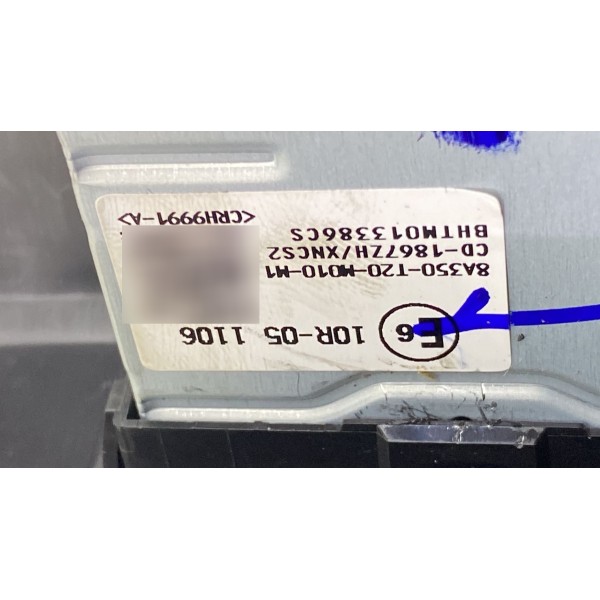 E6 10R-05 1106
8A350-T20-M010-M1
CD-1867ZH/XNCS2
BHTM013386CS
<CRH9991-A>